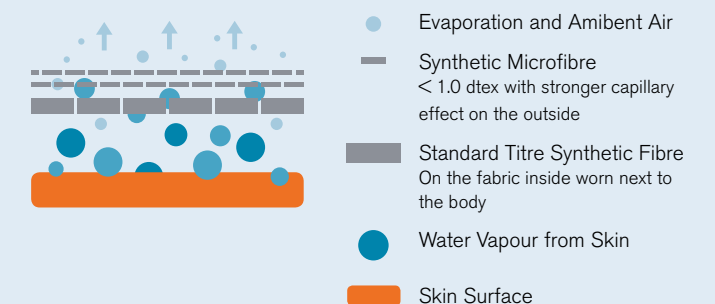 Evaporation and Amibent Air
Synthetic Microfibre
< 1.0 dtex with stronger capillary
effect on the outside
Standard Titre Synthetic Fibre
On the fabric inside worn next to
the body
Water Vapour from Skin
Skin Surface